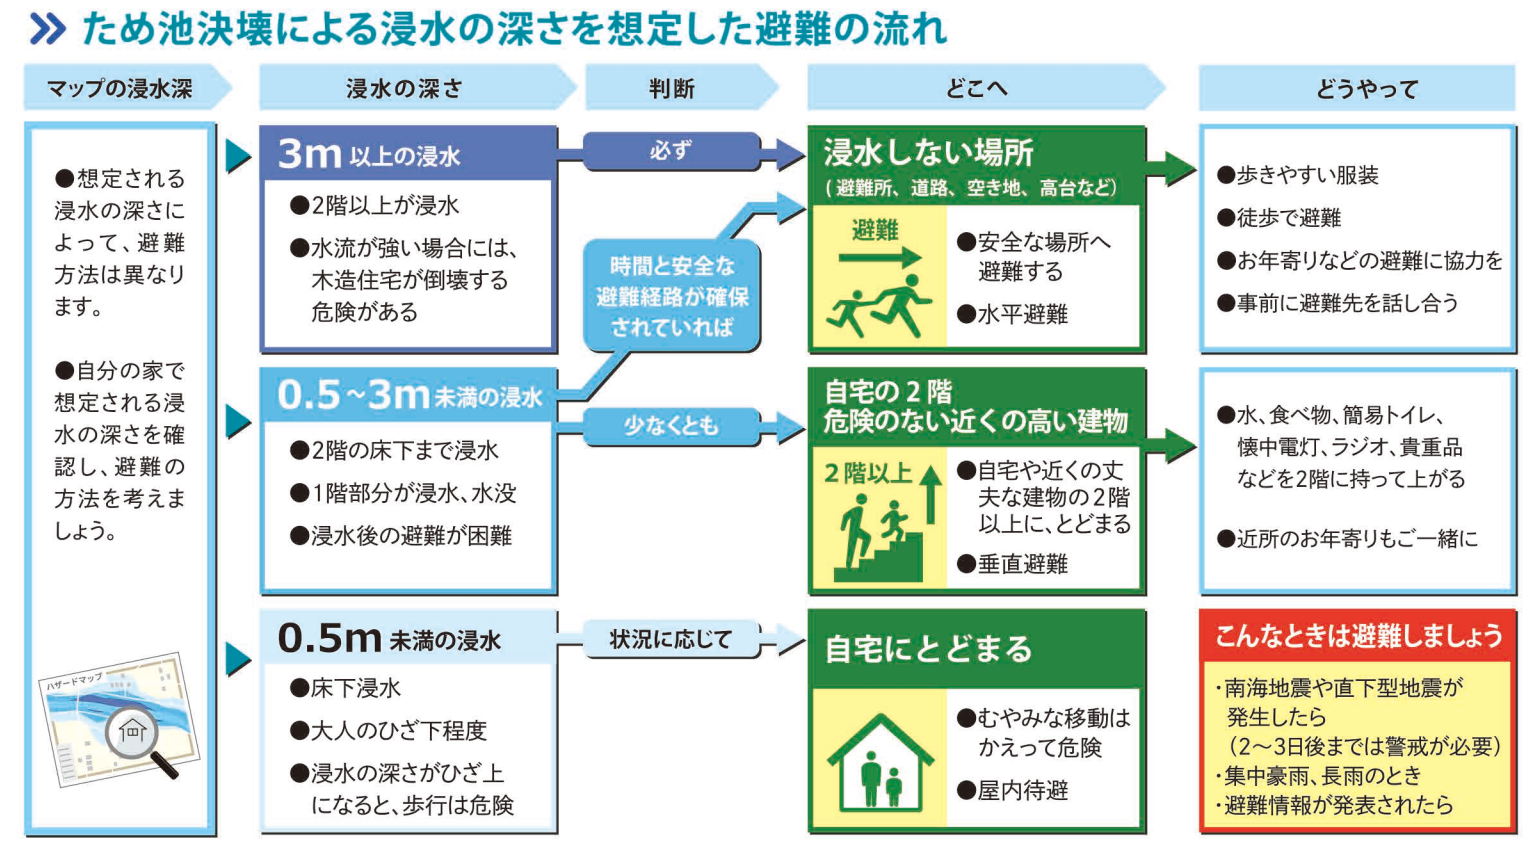 ため池決壊による浸水の深さを想定した避難の流れ
マップの浸水深
浸水の深さ
判断
どこへ
どうやって
●想定される
浸水の深さに
よって、避難
方法は異なり
ます。
●自分の家で
想定される浸
水の深さを確
認し、避難の
方法を考えま
しょう。
ハザードマップ
3m 以上の浸水
●2階以上が浸水
●水流が強い場合には、
木造住宅が倒壊する
危険がある
必ず
浸水しない場所
(避難所、道路、空き地、高台など)
避難
●安全な場所へ
避難する
●水平避難
●歩きやすい服装
●徒歩で避難
●お年寄りなどの避難に協力を
●事前に避難先を話し合う
時間と安全な
避難経路が確保
されていれば
0.5~3m 未満の浸水
●2階の床下まで浸水
●1階部分が浸水、水没
●浸水後の避難が困難
少なくとも
自宅の2階
危険のない近くの高い建物
2階以上
●自宅や近くの丈
夫な建物の2階
以上に、とどまる
●垂直避難
●水、食べ物、簡易トイレ、
懐中電灯、ラジオ、貴重品
などを2階に持って上がる
●近所のお年寄りもご一緒に
0.5m 未満の浸水
●床下浸水
●大人のひざ下程度
●浸水の深さがひざ上
になると、歩行は危険
状況に応じて
自宅にとどまる
●むやみな移動は
かえって危険
●屋内待避
こんなときは避難しましょう
・南海地震や直下型地震が
発生したら
(2〜3日後までは警戒が必要)
・集中豪雨、長雨のとき
・避難情報が発表されたら